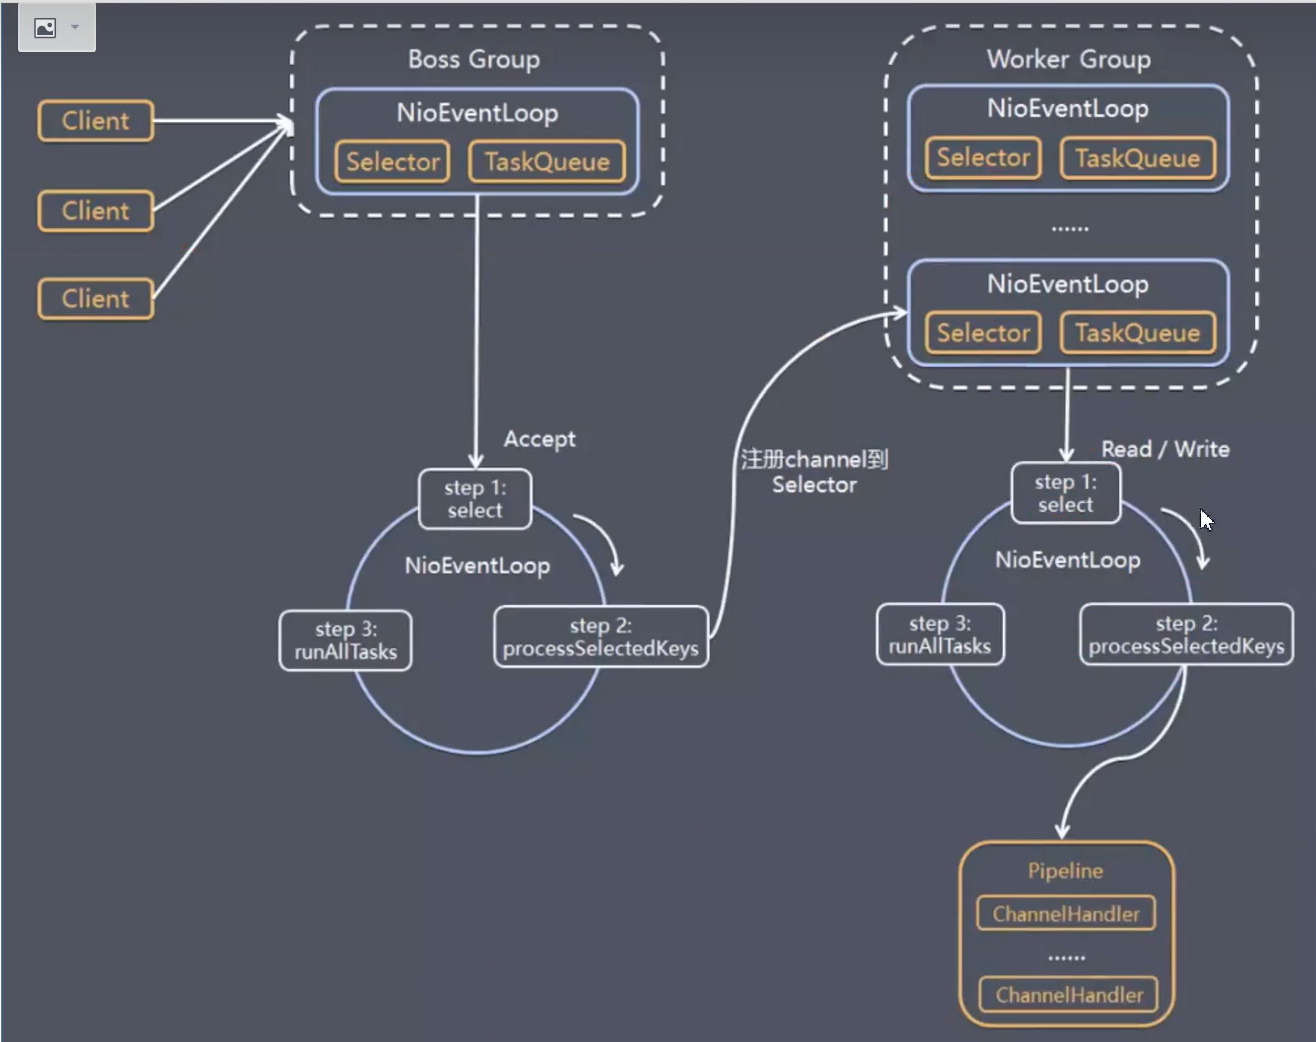 Boss Group
NioEventLoop
Selector
TaskQueue
Client
Client
Client
Worker Group
NioEventLoop
Selector
TaskQueue
······
NioEventLoop
Selector
TaskQueue
Accept
step 1:
select
NioEventLoop
step 2:
processSelectedKeys
step 3:
runAllTasks
注册channel到
Selector
Read / Write
step 1:
select
NioEventLoop
step 2:
processSelectedKeys
step 3:
runAllTasks
Pipeline
ChannelHandler
······
ChannelHandler